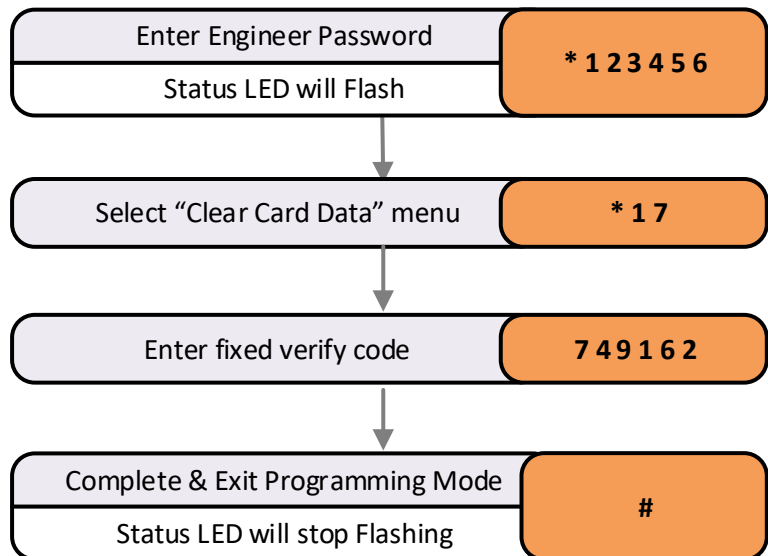 Enter Engineer Password
* 1 2 3 4 5 6
Status LED will Flash
Select “Clear Card Data” menu
* 1 7
Enter fixed verify code
7 4 9 1 6 2
Complete & Exit Programming Mode
#
Status LED will stop Flashing